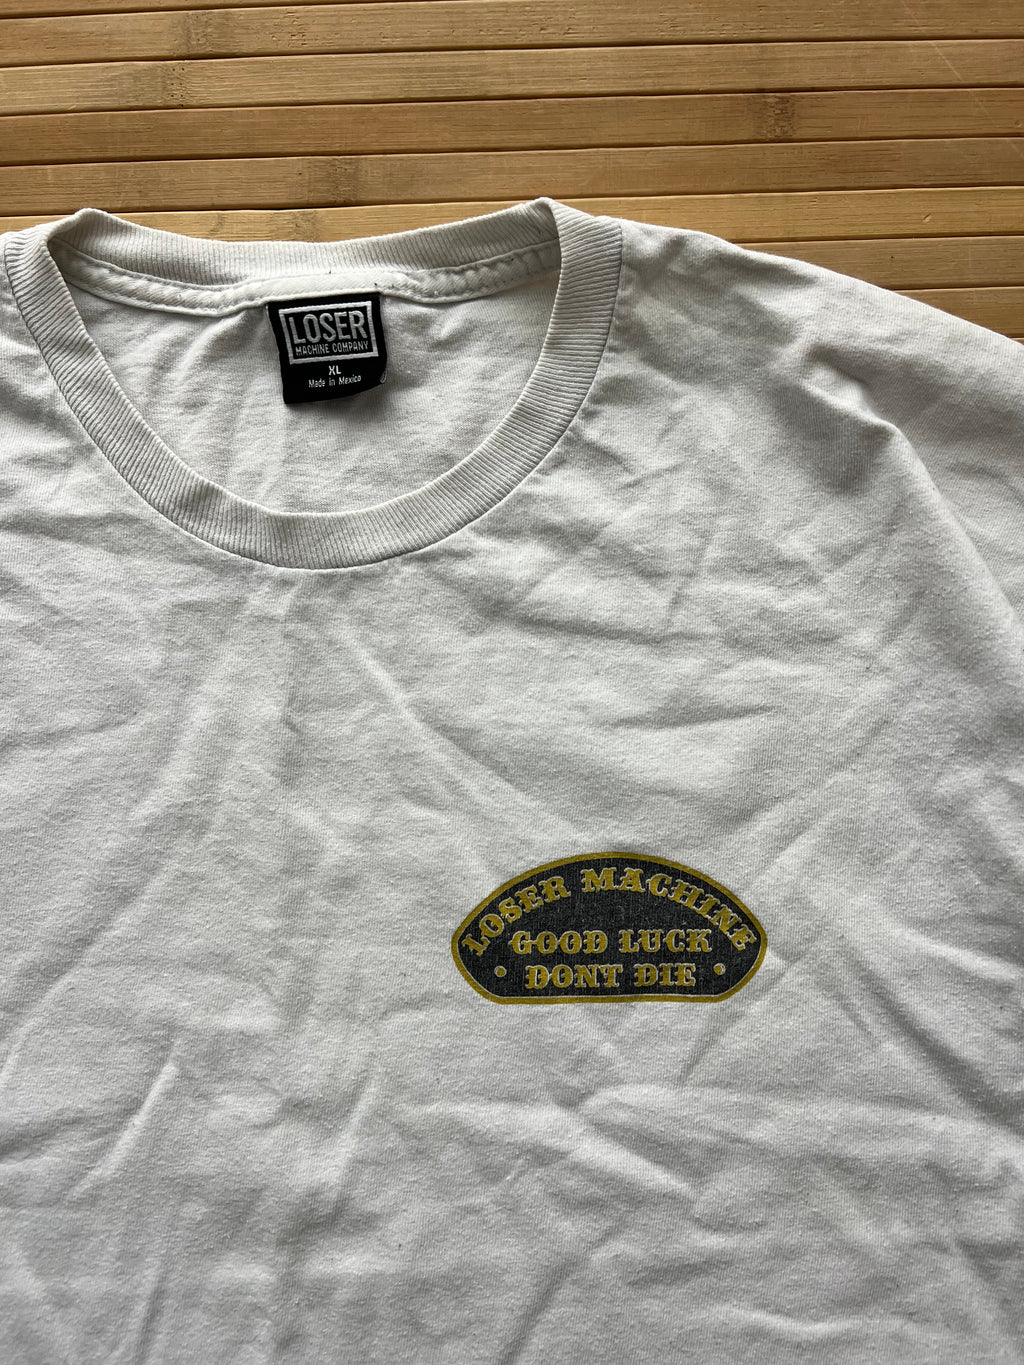 LOSER
MACHINE COMPANY
XL
Made in Mexico
LOSER MACHINE
GOOD LUCK
• DONT DIE •